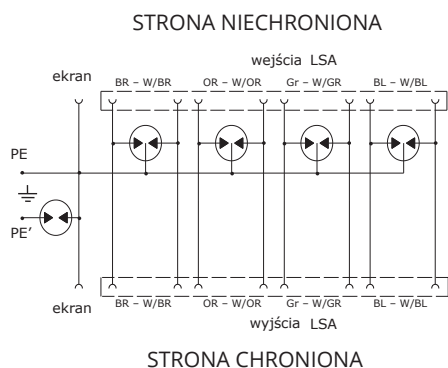 STRONA NIECHRONIONA
wejścia LSA
ekran
BR – W/BR OR – W/OR Gr – W/GR BL – W/BL
PE
PE’
ekran
BR – W/BR OR – W/OR Gr – W/GR BL – W/BL
wyjścia LSA
STRONA CHRONIONA